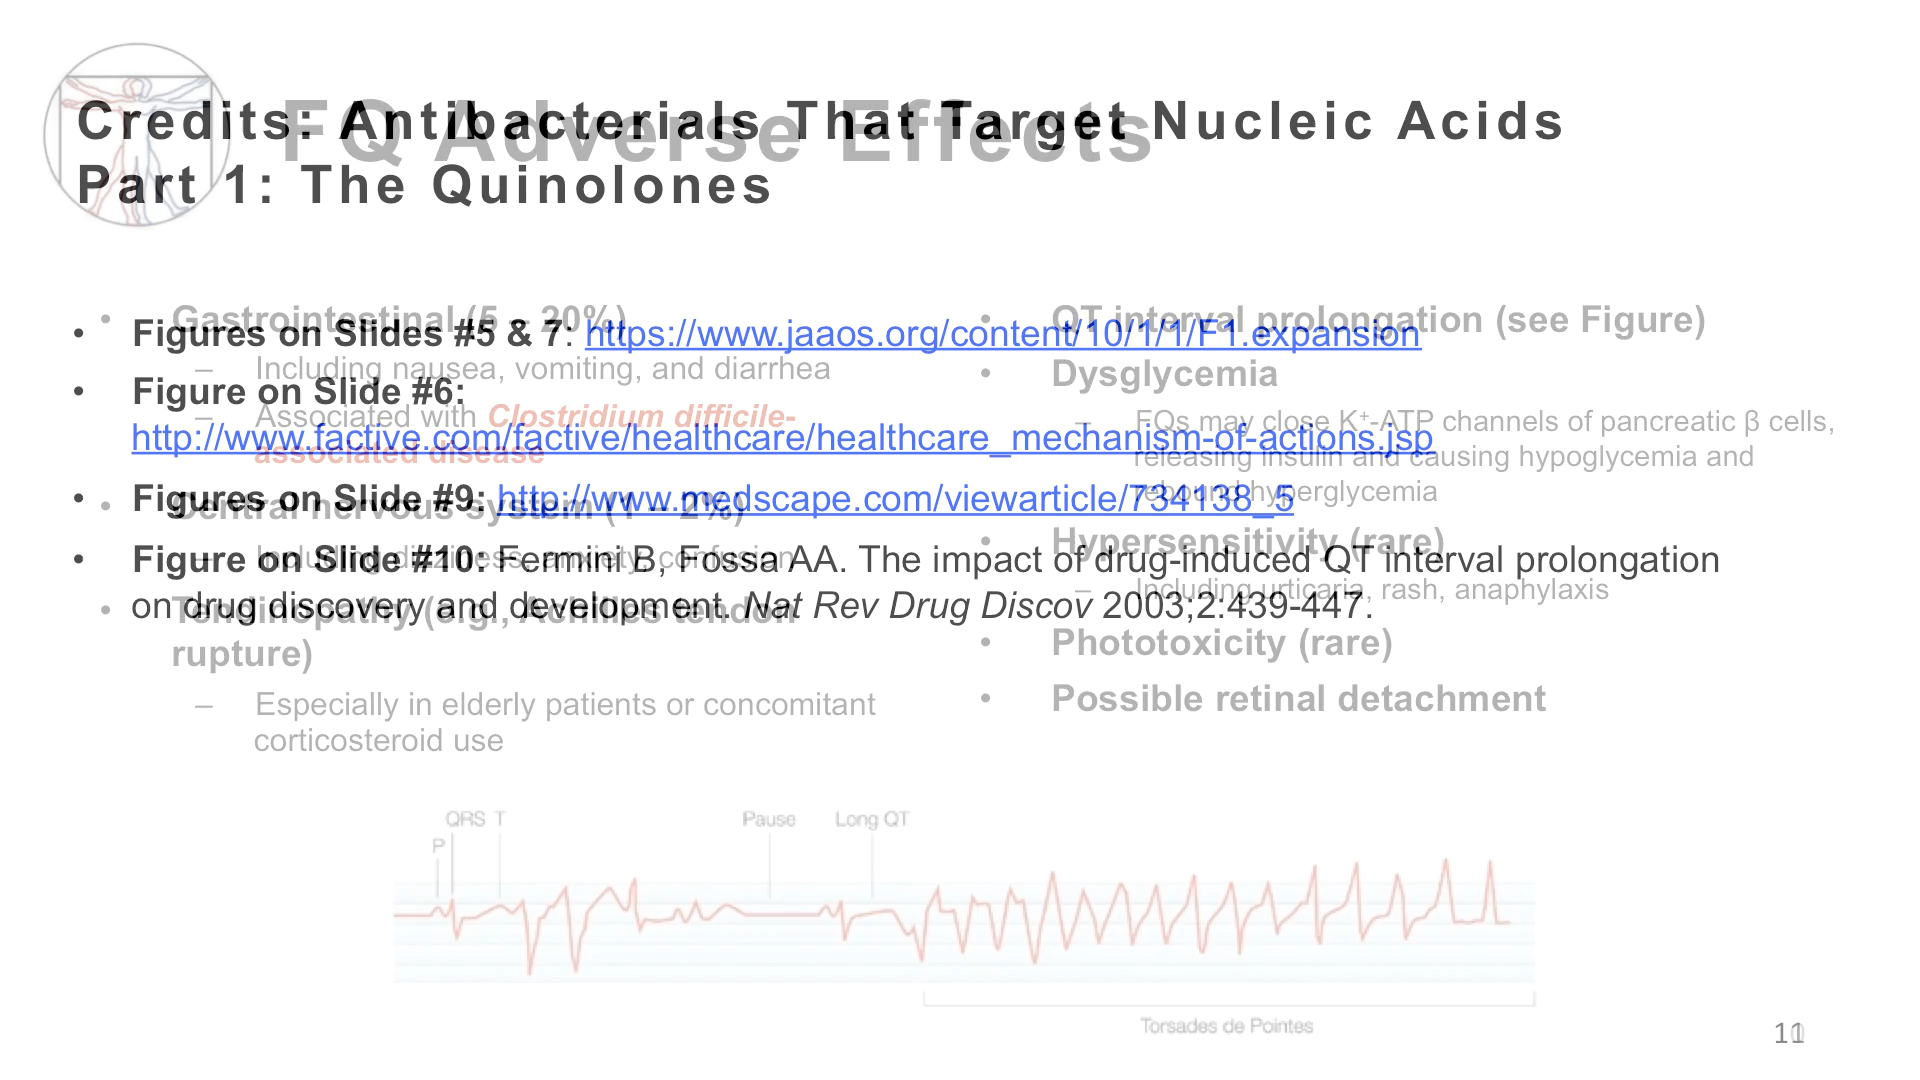 Credits: Antibacterials That Target Nucleic Acids
Part 1: The Quinolones
• Figures on Slides #5 & 7: https://www.jaaos.org/content/10/1/1/F1.expansion
• Figure on Slide #6:
http://www.factive.com/factive/healthcare/healthcare_mechanism-of-actions.jsp
• Figures on Slide #9: http://www.medscape.com/viewarticle/734138_5
• Figure on Slide #10: Fermini B, Fossa AA. The impact of drug-induced QT interval prolongation
on drug discovery and development. Nat Rev Drug Discov 2003;2:439-447.
FQ Adverse Effects
• Gastrointestinal (5 – 20%)
– Including nausea, vomiting, and diarrhea
– Associated with Clostridium difficile-
associated disease
• Central nervous system (1 – 2%)
– Including dizziness, anxiety, confusion
• Tendinopathy (e.g., Achilles tendon
rupture)
– Especially in elderly patients or concomitant
corticosteroid use
• QT interval prolongation (see Figure)
• Dysglycemia
– FQs may close K+-ATP channels of pancreatic β cells,
releasing insulin and causing hypoglycemia and
rebound hyperglycemia
• Hypersensitivity (rare)
– Including urticaria, rash, anaphylaxis
• Phototoxicity (rare)
• Possible retinal detachment
QRS T Pause Long QT
P
Torsades de Pointes